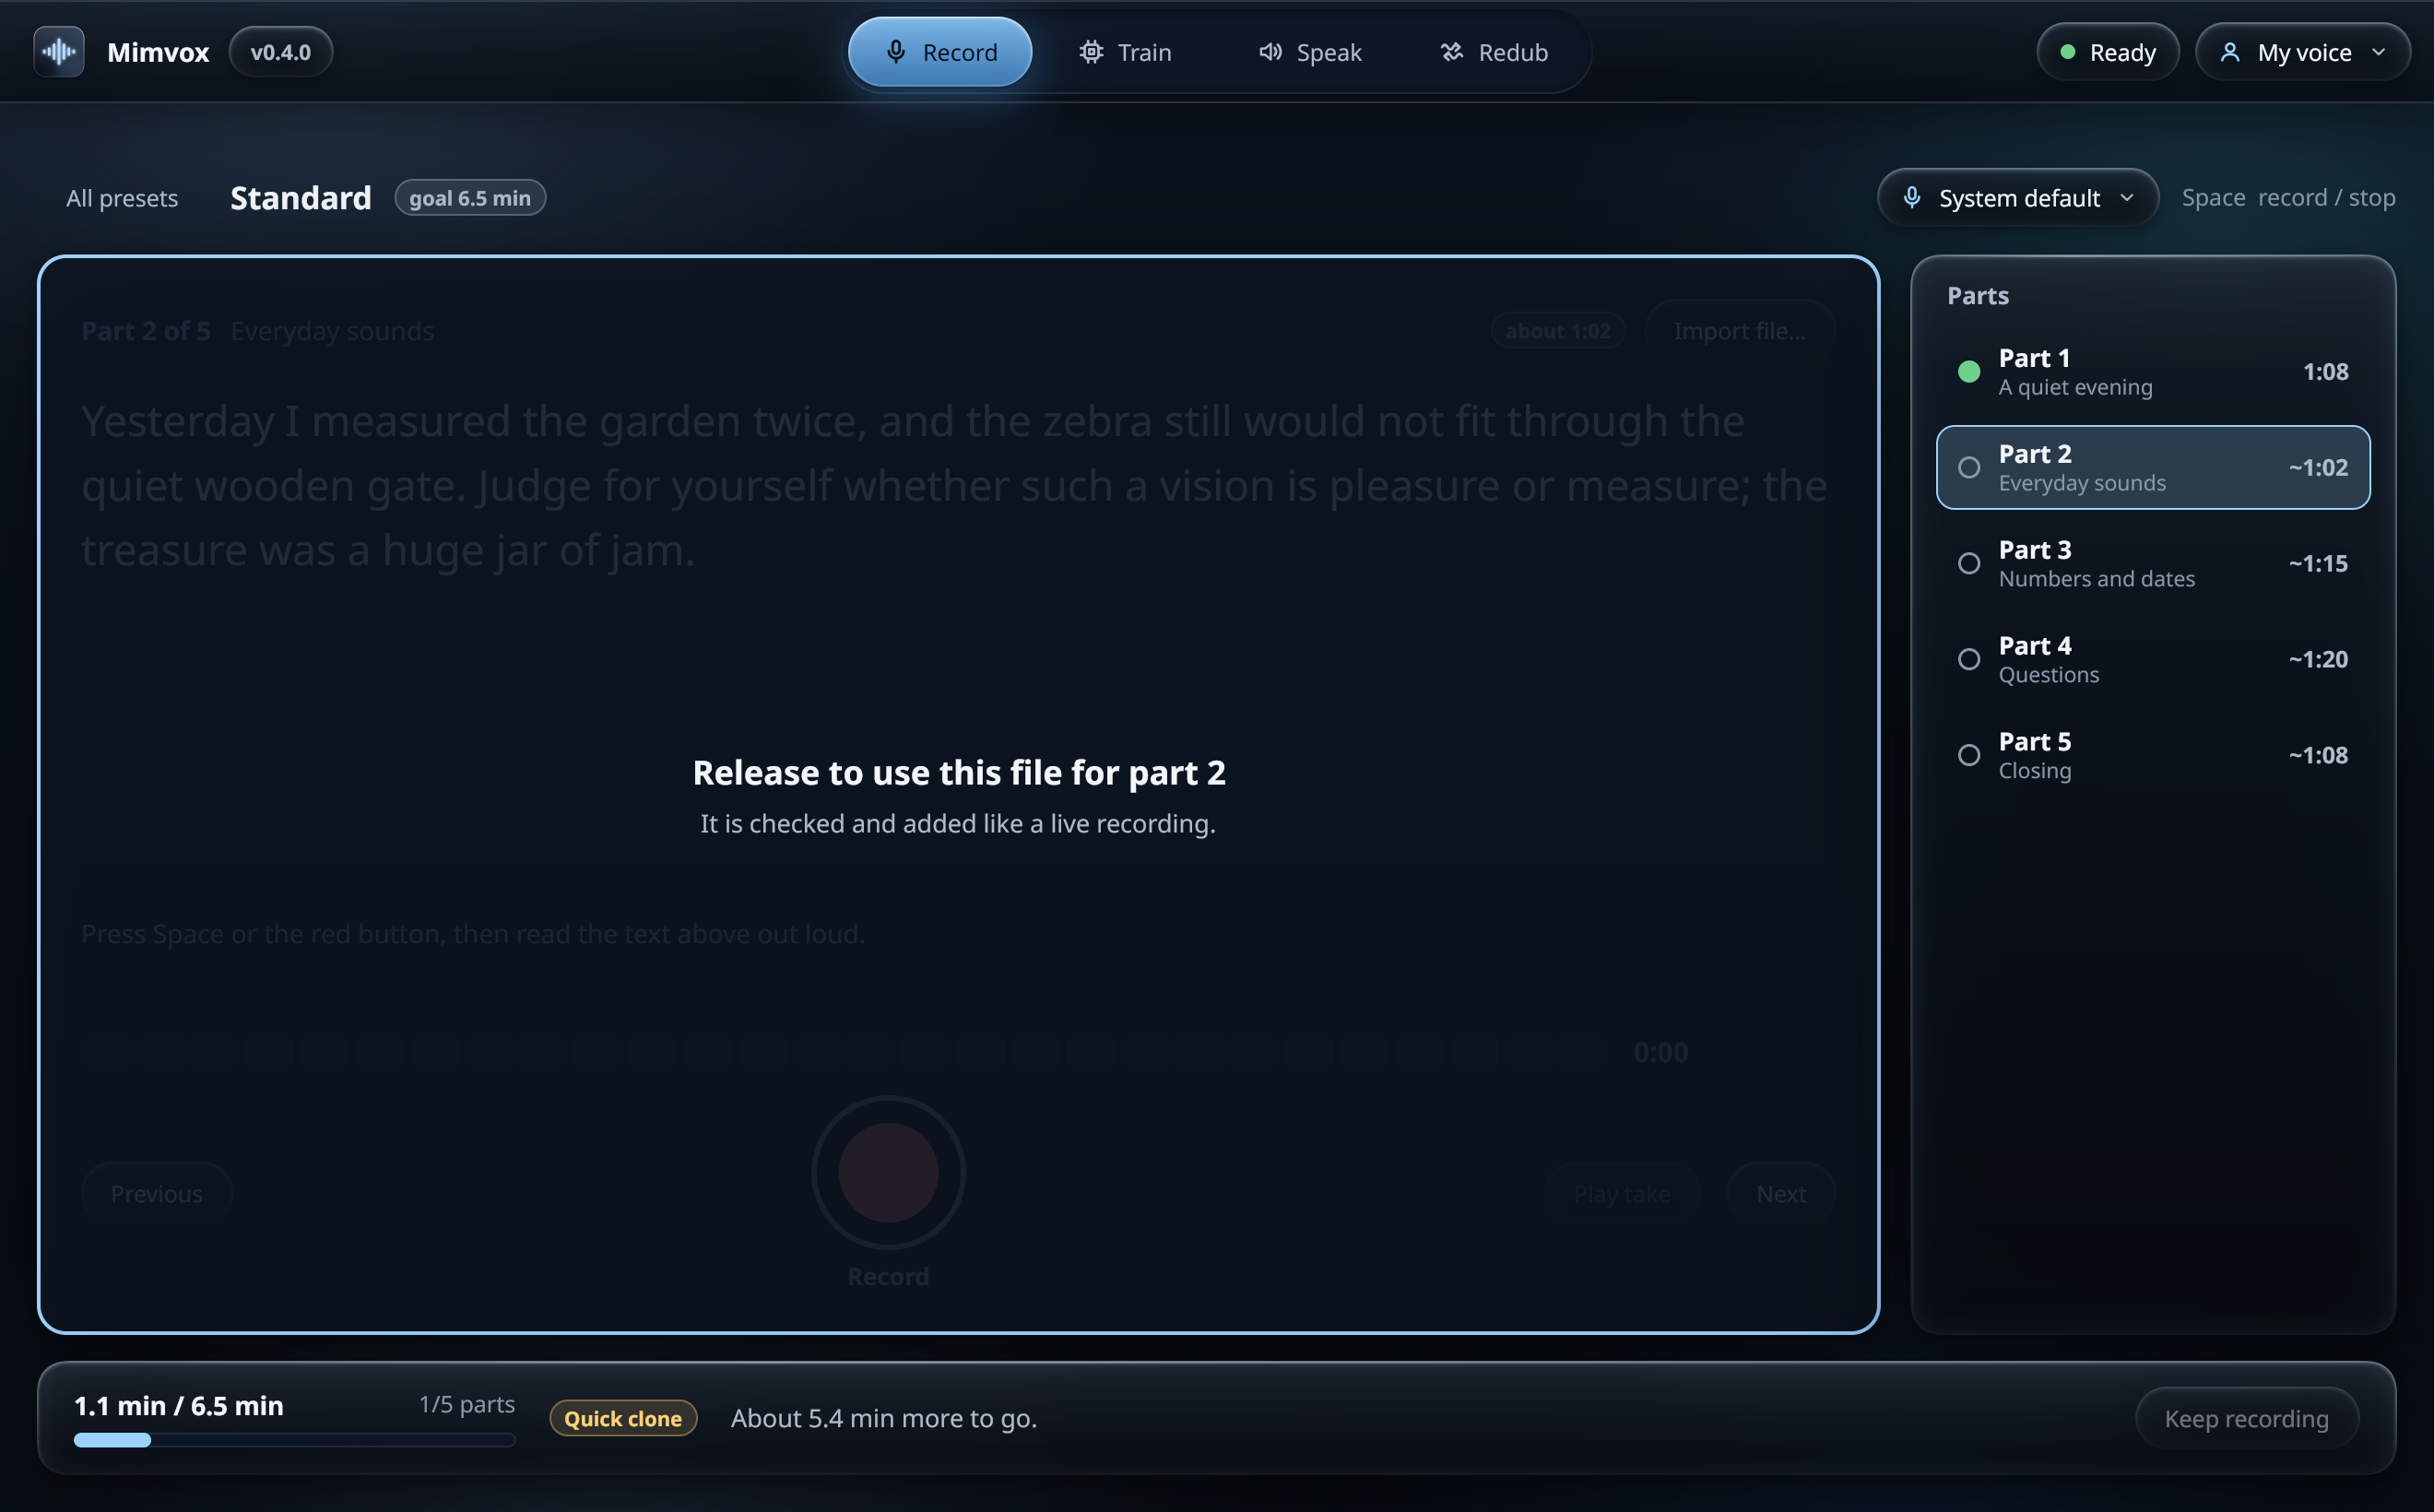 Mimvox v0.4.0 Record Train Speak Redub Ready My voice
All presets Standard goal 6.5 min System default Space record / stop
Part 2 of 5 Everyday sounds about 1:02 Import file...
Yesterday I measured the garden twice, and the zebra still would not fit through the
quiet wooden gate. Judge for yourself whether such a vision is pleasure or measure; the
treasure was a huge jar of jam.
Release to use this file for part 2
It is checked and added like a live recording.
Press Space or the red button, then read the text above out loud.
0:00
Previous
Record
Play take
Next
Parts
Part 1
A quiet evening
1:08
Part 2
Everyday sounds
~1:02
Part 3
Numbers and dates
~1:15
Part 4
Questions
~1:20
Part 5
Closing
~1:08
1.1 min / 6.5 min 1/5 parts Quick clone About 5.4 min more to go. Keep recording